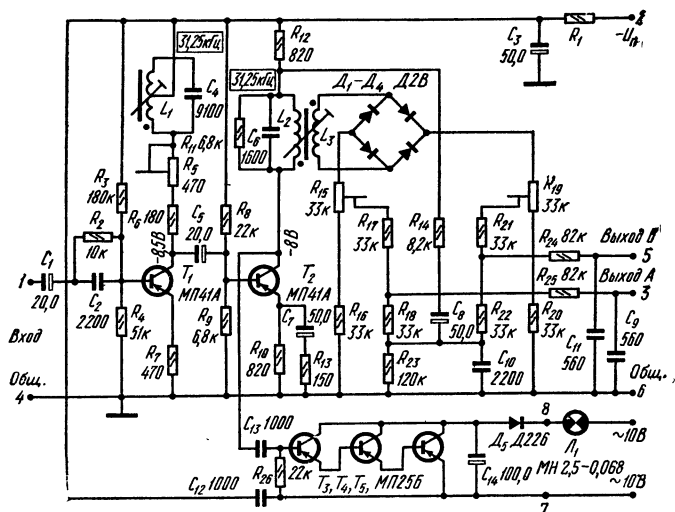 31,25кГц
R12
820
C3
50,0
R1
2
-Uп.
31,25кГц
Д1-Д4 Д2В
L1
C4
9100
L2
L3
C6
1600
R11 6,8к
R5
470
R3
180к
R2
10к
R6
180
-8,5В
C5
20,0
R8
22к
-8В
R15
33к
R17
33к
R14
8,2к
R21
33к
R19
33к
R24 82к
Выход Б
5
R25 82к
Выход А
3
1
C1
20,0
C2
2200
T1
МП41А
T2
МП41А
Вход
R4
51к
R9
6,8к
C7
50,0
R16
33к
R18
33к
C8
50,0
R22
33к
R20
33к
C9
560
C11
560
R7
470
R10
820
R13
150
R23
120к
C10
2200
Общ.
4
Общ.
6
C13 1000
8
Д5 Д226
Л1
МН 2,5-0,068
~10В
C12 1000
R26
22к
T3, T4, T5, МП25Б
C14 100,0
~10В
7